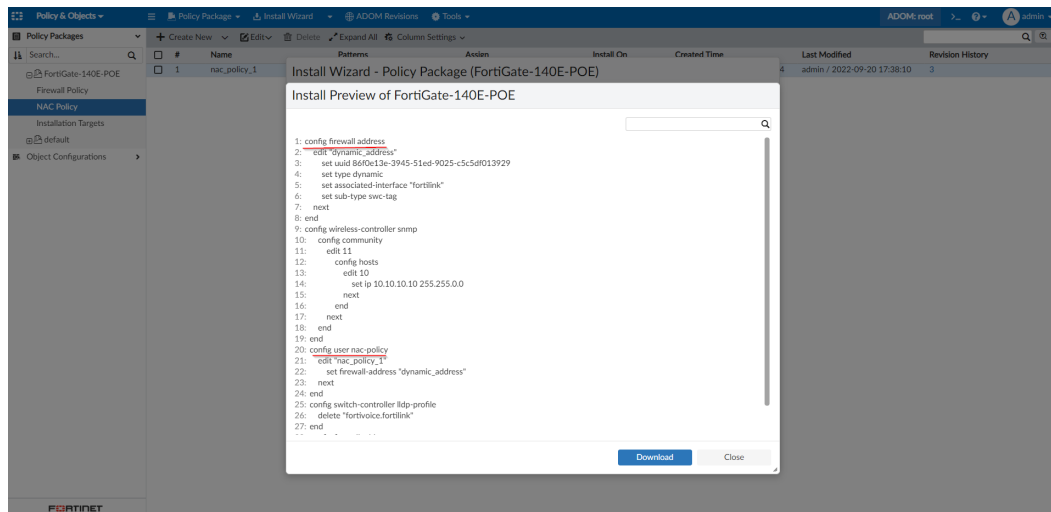 Policy & Objects
Policy Package
Install Wizard
ADOM Revisions
Tools
ADOM: root
>_
A admin
Policy Packages
Create New
Edit
Delete
Expand All
Column Settings
Search...
# Name Patterns Assign Install On Created Time Last Modified Revision History
1 nac_policy_1 4 admin / 2022-09-20 17:38:10 3
FortiGate-140E-POE
Firewall Policy
NAC Policy
Installation Targets
default
Object Configurations
Install Wizard - Policy Package (FortiGate-140E-POE)
Install Preview of FortiGate-140E-POE
1: config firewall address
2: edit "dynamic_address"
3: set uuid 86f0e13e-3945-51ed-9025-c5c5df013929
4: set type dynamic
5: set associated-interface "fortilink"
6: set sub-type swc-tag
7: next
8: end
9: config wireless-controller snmp
10: config community
11: edit 11
12: config hosts
13: edit 10
14: set ip 10.10.10.10 255.255.0.0
15: next
16: end
17: next
18: end
19: end
20: config user nac-policy
21: edit "nac_policy_1"
22: set firewall-address "dynamic_address"
23: next
24: end
25: config switch-controller lldp-profile
26: delete "fortivoice.fortilink"
27: end
Download
Close
FORTINET